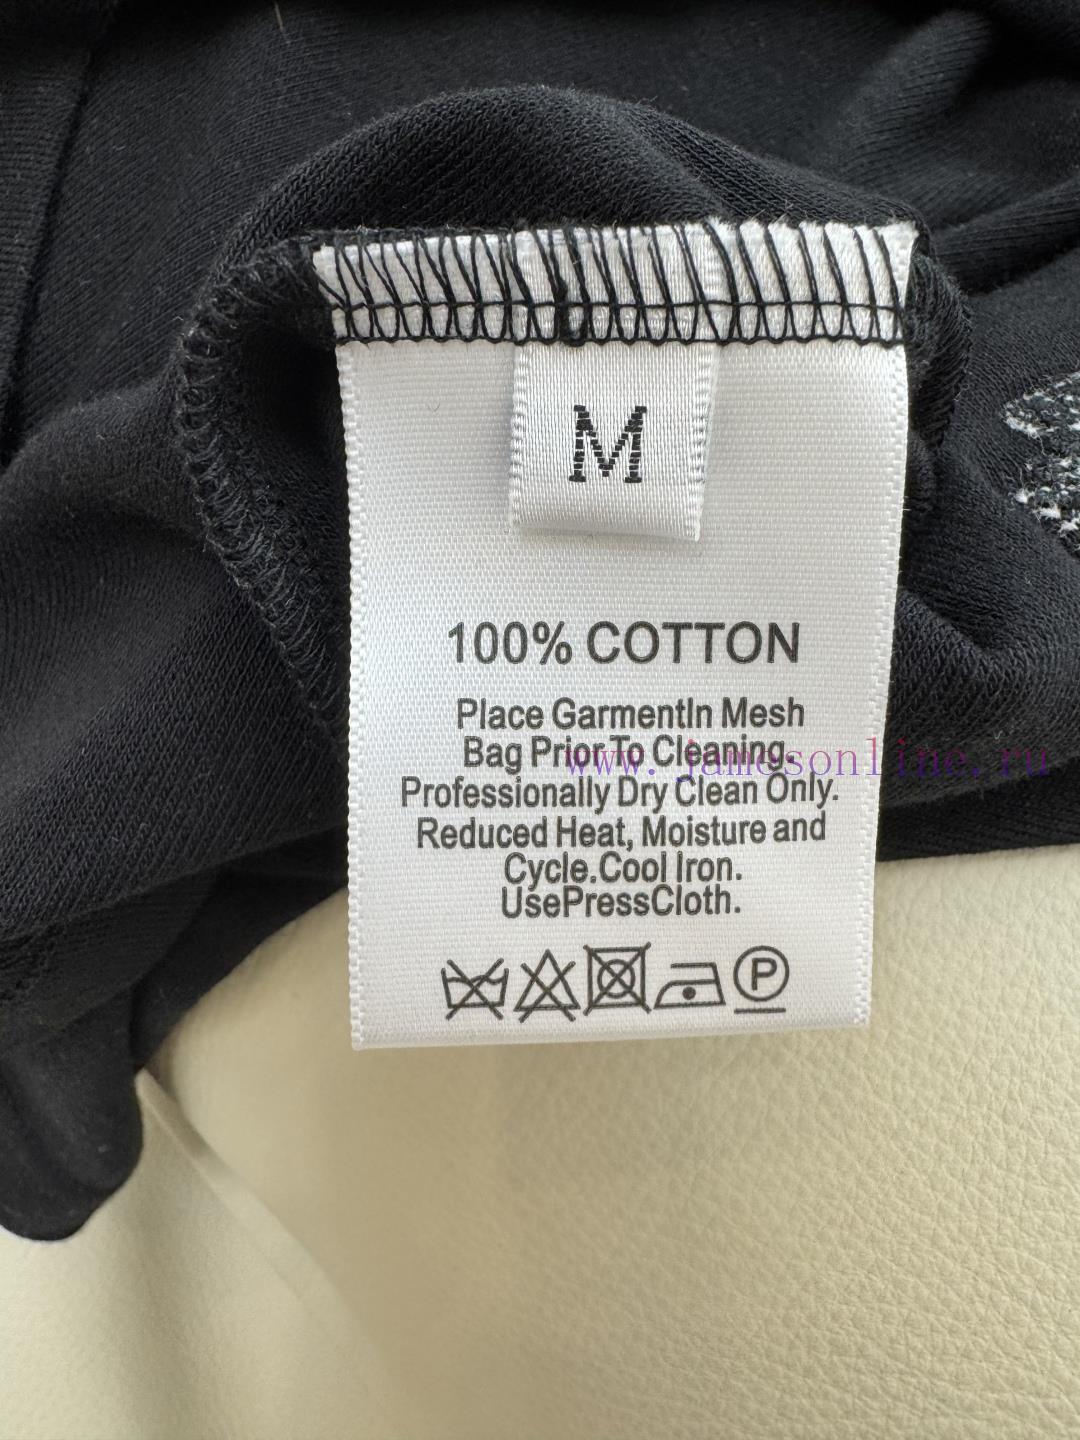 M
100% COTTON
Place GarmentIn Mesh
Bag Prior To Cleaning.
www.jamesonline.ru
Professionally Dry Clean Only.
Reduced Heat, Moisture and
Cycle.Cool Iron.
UsePressCloth.
P